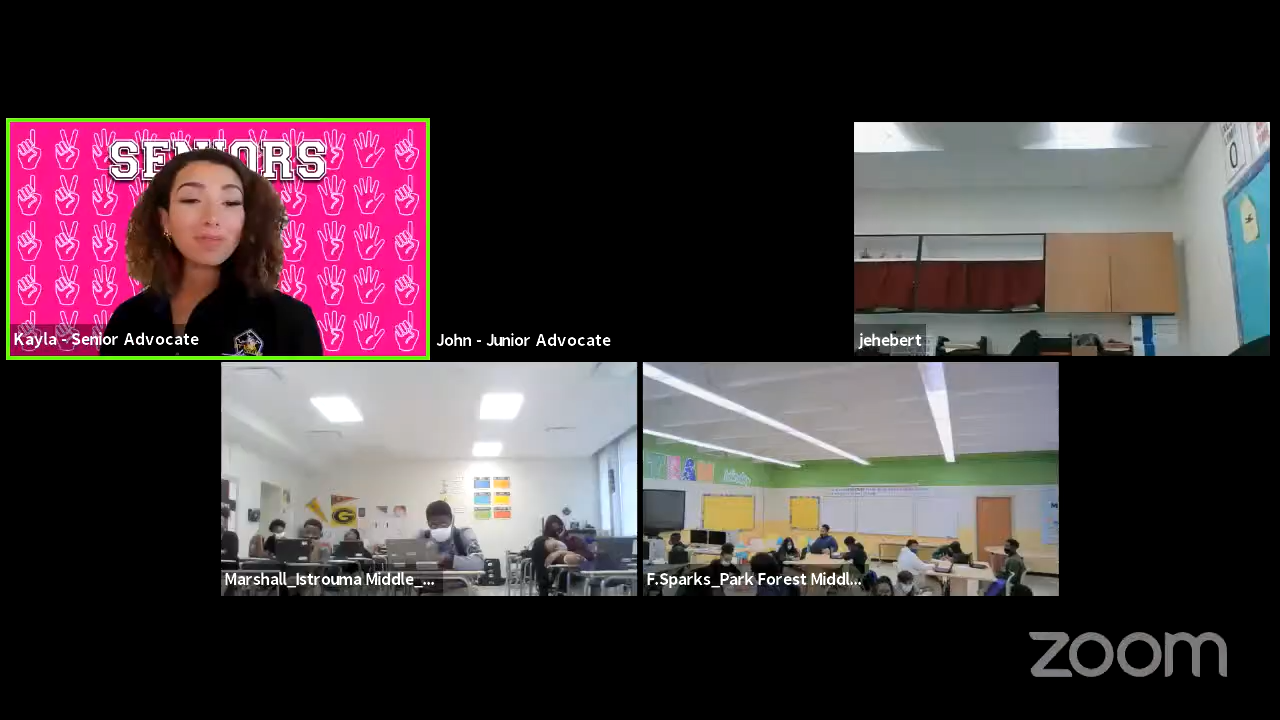 SENIORS
Kayla - Senior Advocate
John - Junior Advocate
jehebert
Marshall_Istrouma Middle_...
F.Sparks_Park Forest Middl...
zoom